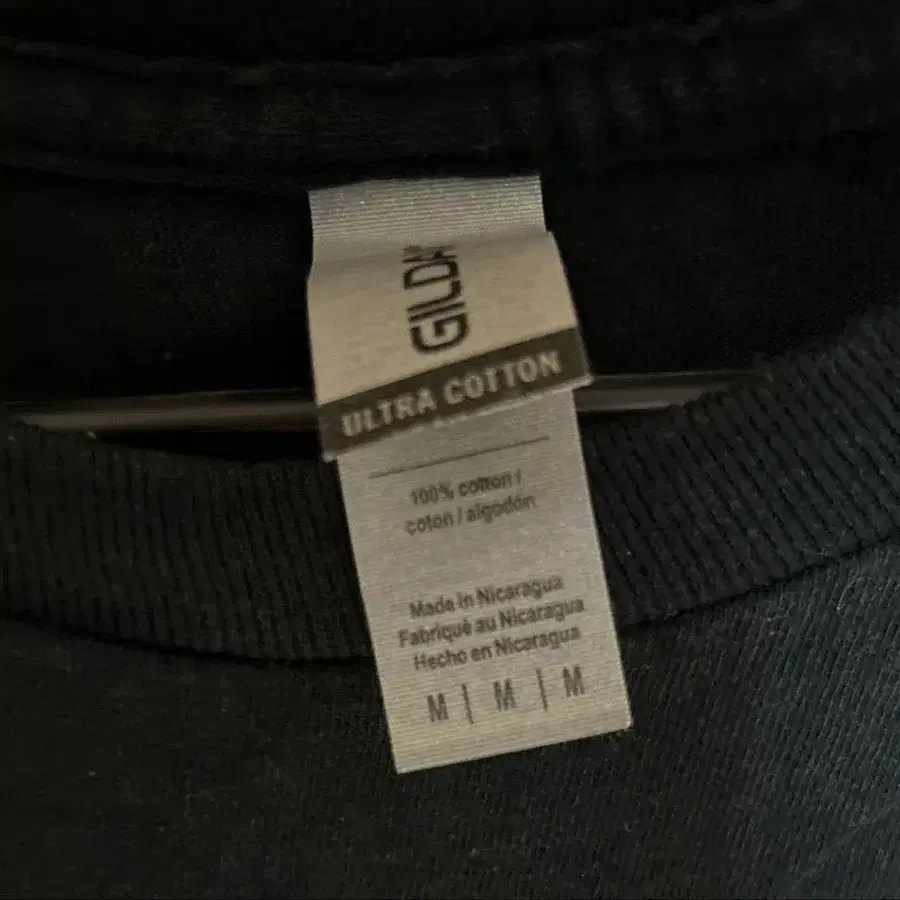 GILDA
ULTRA COTTON
100% cotton /
coton / algodón
Made in Nicaragua
Fabriqué au Nicaragua
Hecho en Nicaragua
M | M | M